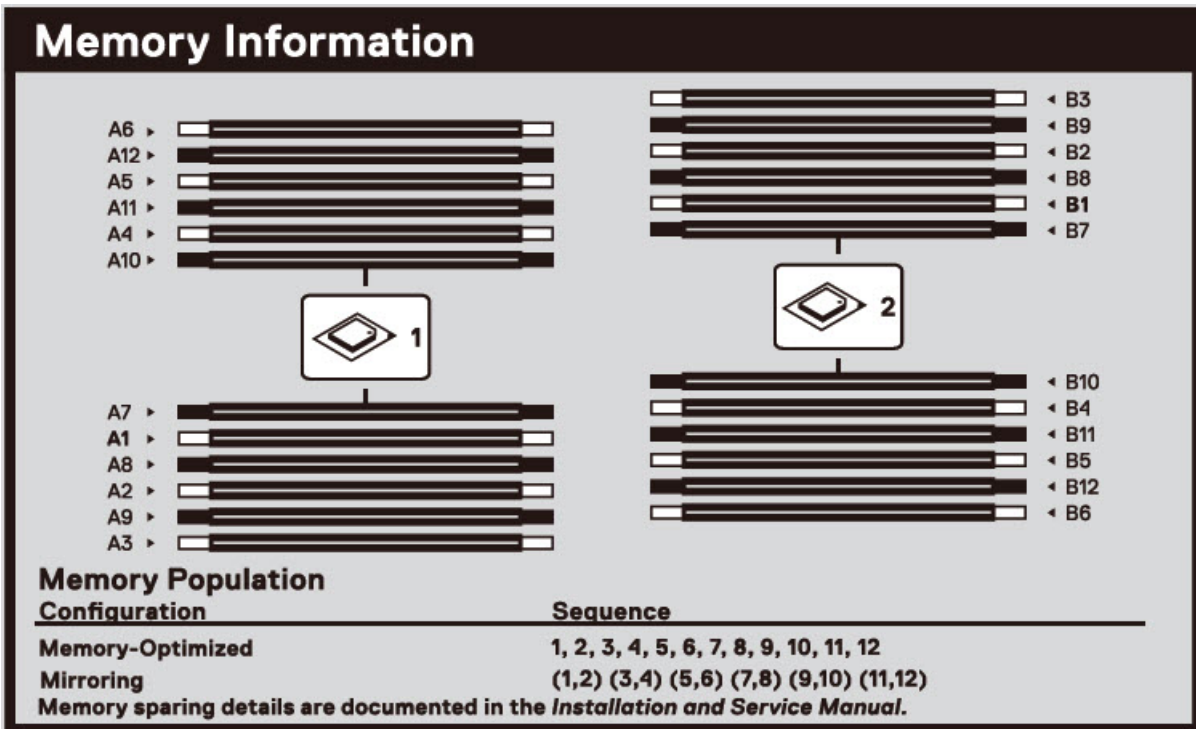 Memory Information
A6
A12
A5
A11
A4
A10
1
A7
A1
A8
A2
A9
A3
B3
B9
B2
B8
B1
B7
2
B10
B4
B11
B5
B12
B6
Memory Population
Configuration Sequence
Memory-Optimized 1, 2, 3, 4, 5, 6, 7, 8, 9, 10, 11, 12
Mirroring (1,2) (3,4) (5,6) (7,8) (9,10) (11,12)
Memory sparing details are documented in the Installation and Service Manual.